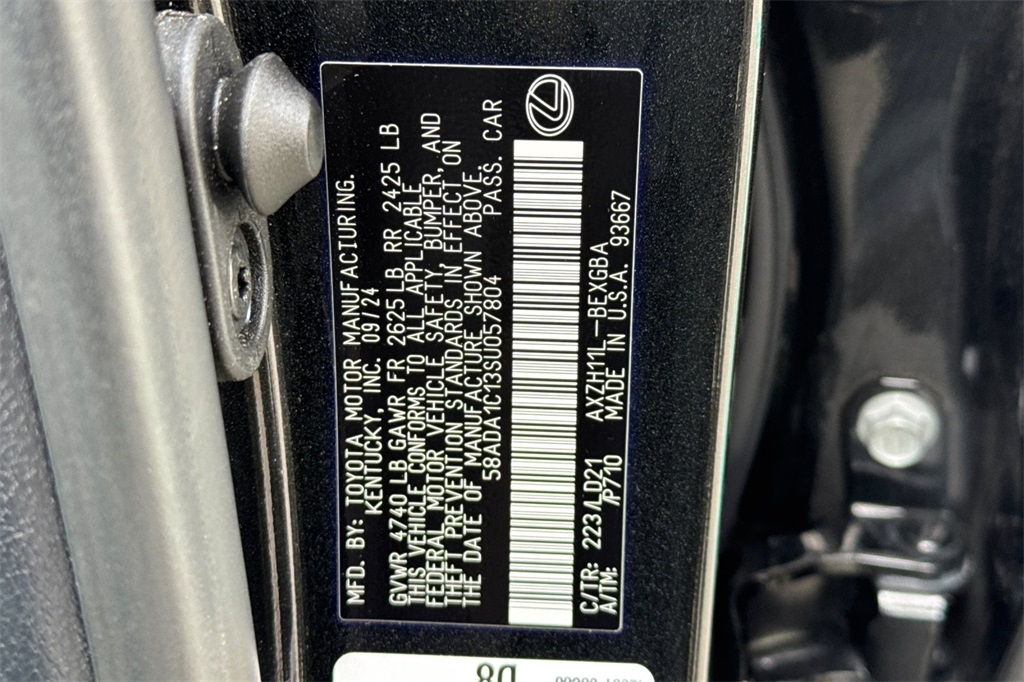 MFD. BY: TOYOTA MOTOR MANUFACTURING.
KENTUCKY, INC. 09/24
GVWR 4740 LB GAWR FR 2625 LB RR 2425 LB
THIS VEHICLE CONFORMS TO ALL APPLICABLE
FEDERAL MOTOR VEHICLE SAFETY, BUMPER, AND
THEFT PREVENTION STANDARDS IN EFFECT ON
THE DATE OF MANUFACTURE SHOWN ABOVE.
58ADA1C13SU057804 PASS. CAR
C/TR: 223/LD21 AXZH11L-BEXGBA
A/TM: /P710 MADE IN U.S.A. 93667
D8